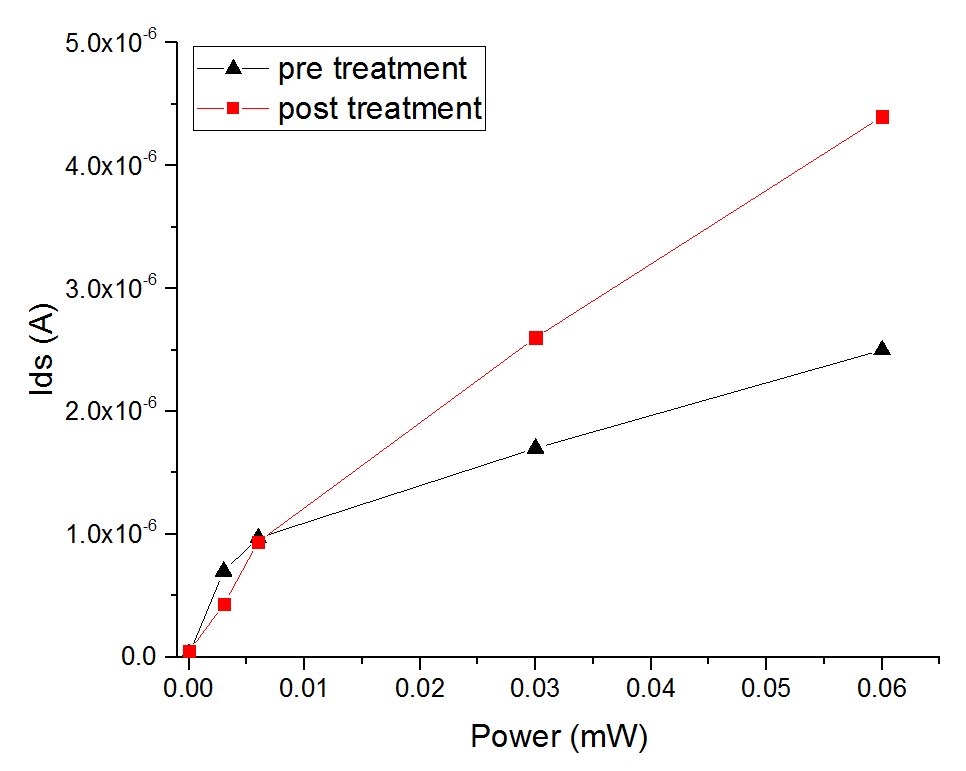 5.0x10⁻⁶
pre treatment
post treatment
4.0x10⁻⁶
3.0x10⁻⁶
Ids (A)
2.0x10⁻⁶
1.0x10⁻⁶
0.0
0.00 0.01 0.02 0.03 0.04 0.05 0.06
Power (mW)